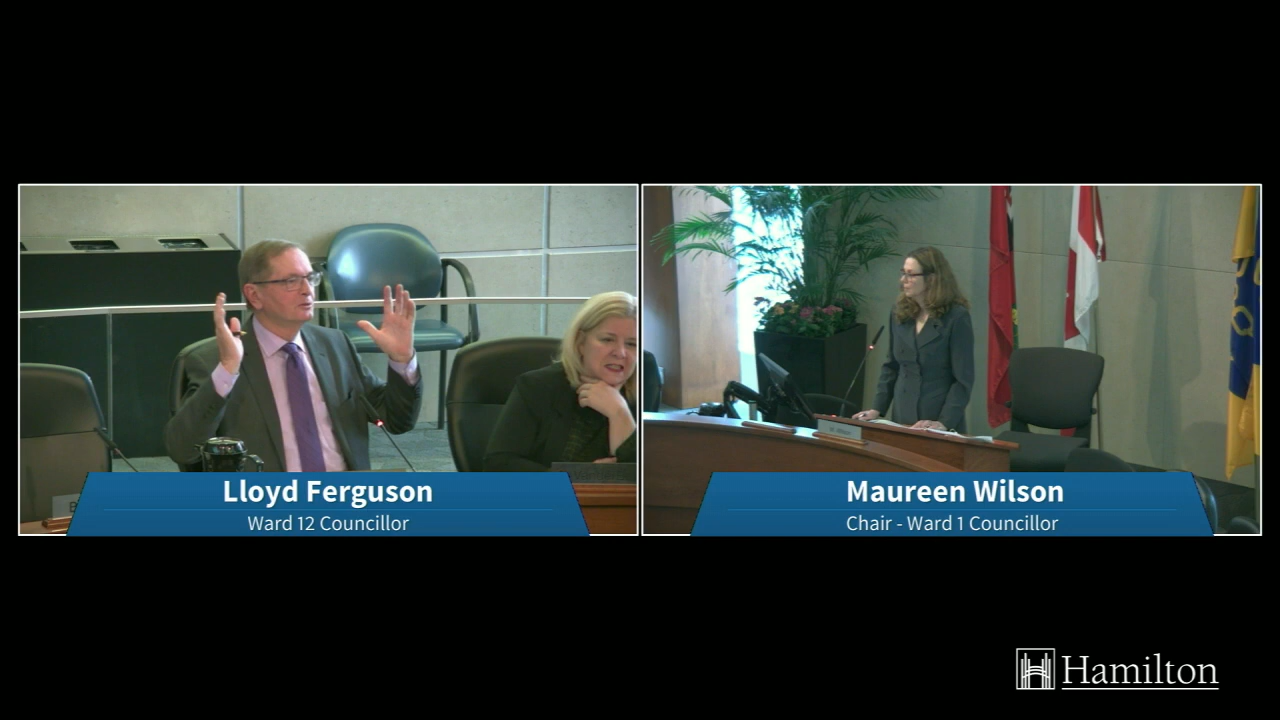 Lloyd Ferguson
Ward 12 Councillor
Maureen Wilson
Chair - Ward 1 Councillor
Hamilton